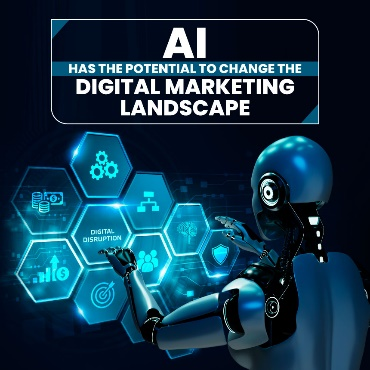 AI
HAS THE POTENTIAL TO CHANGE THE
DIGITAL MARKETING
LANDSCAPE
DIGITAL
DISRUPTION